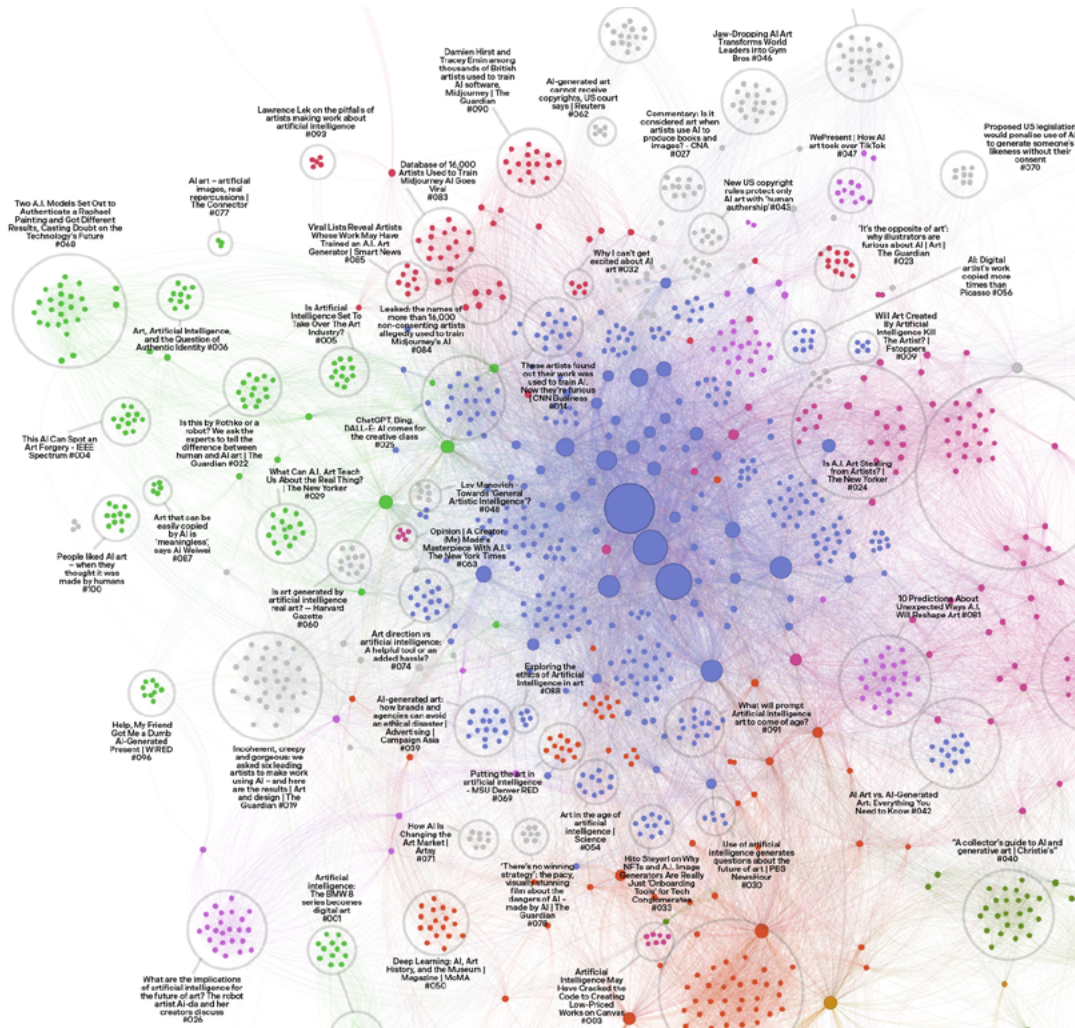 Jaw-Dropping AI Art
Transforms World
Leaders into Gym
Bros #046
Damien Hirst and
Tracey Emin among
thousands of British
artists used to train
AI software,
Midjourney | The
Guardian
#090
AI-generated art
cannot receive
copyrights, US court
says | Reuters
#062
Lawrence Lek on the pitfalls of
artists making work about
artificial intelligence
#093
Commentary: Is it
considered art when
artists use AI to
produce books and
images? - CNA
#027
WePresent | How AI
art took over TikTok
#047
Proposed US legislation
would penalise use of AI
to generate someone's
likeness without their
consent
#070
Database of 16,000
Artists Used to Train
Midjourney AI Goes
Viral
#083
AI art – artificial
images, real
repercussions |
The Connector
#077
New US copyright
rules protect only
AI art with 'human
authorship' #043
Two A.I. Models Set Out to
Authenticate a Raphael
Painting and Got Different
Results, Casting Doubt on the
Technology's Future
#068
Viral Lists Reveal Artists
Whose Work May Have
Trained an A.I. Art
Generator | Smart News
#085
'It's the opposite of art':
why illustrators are
furious about AI | Art |
The Guardian
#023
Why I can't get
excited about AI
art #032
AI: Digital
artist's work
copied more
times than
Picasso #056
Is Artificial
Intelligence Set To
Take Over The Art
Industry?
#005
Leaked: the names of
more than 16,000
non-consenting artists
allegedly used to train
Midjourney's AI
#084
Will Art Created
By Artificial
Intelligence Kill
The Artist? |
Fstoppers
#009
Art, Artificial Intelligence,
and the Question of
Authentic Identity #006
These artists found
out their work was
used to train AI.
Now they're furious
| CNN Business
#014
ChatGPT, Bing,
DALL-E: AI comes for
the creative class
#025
Is this by Rothko or a
robot? We ask the
experts to tell the
difference between
human and AI art | The
Guardian #022
This AI Can Spot an
Art Forgery - IEEE
Spectrum #004
Is A.I. Art Stealing
from Artists? |
The New Yorker
#024
What Can A.I. Art Teach
Us About the Real Thing?
| The New Yorker
#029
Lev Manovich -
Towards 'General
Artistic Intelligence'?
#048
Art that can be
easily copied
by AI is
'meaningless',
says Ai Weiwei
#087
Opinion | A Creator
(Me) Made a
Masterpiece With A.I.
The New York Times
#063
People liked AI art
– when they
thought it was
made by humans
#100
Is art generated by
artificial intelligence
real art? — Harvard
Gazette
#060
10 Predictions About
Unexpected Ways A.I.
Will Reshape Art #081
Art direction vs
artificial intelligence:
A helpful tool or an
added hassle?
#074
Exploring the
ethics of Artificial
Intelligence in art
#088
AI-generated art:
how brands and
agencies can avoid
an ethical disaster |
Advertising |
Campaign Asia
#039
What will prompt
Artificial Intelligence
art to come of age?
#091
Help, My Friend
Got Me a Dumb
AI-Generated
Present | WIRED
#096
Incoherent, creepy
and gorgeous: we
asked six leading
artists to make work
using AI – and here
are the results | Art
and design | The
Guardian #019
Putting the art in
artificial intelligence
- MSU Denver RED
#069
AI Art vs. AI-Generated
Art: Everything You
Need to Know #042
Art in the age of
artificial
intelligence |
Science
#054
How AI Is
Changing the
Art Market |
Artsy
#071
Use of artificial
intelligence generates
questions about the
future of art | PBS
NewsHour
#030
"A collector's guide to AI and
generative art | Christie's"
#040
Hito Steyerl on Why
NFTs and A.I. Image
Generators Are Really
Just 'Onboarding
Tools' for Tech
Conglomerates
#033
'There's no winning
strategy': the pacy,
visually stunning
film about the
dangers of AI –
made by AI | The
Guardian
#078
Artificial
intelligence:
The BMW 8
series becomes
digital art
#001
Deep Learning: AI, Art
History, and the Museum |
Magazine | MoMA
#050
What are the implications
of artificial intelligence for
the future of art? The robot
artist Ai-da and her
creators discuss
#026
Artificial
Intelligence May
Have Cracked the
Code to Creating
Low-Priced
Works on Canvas
#003